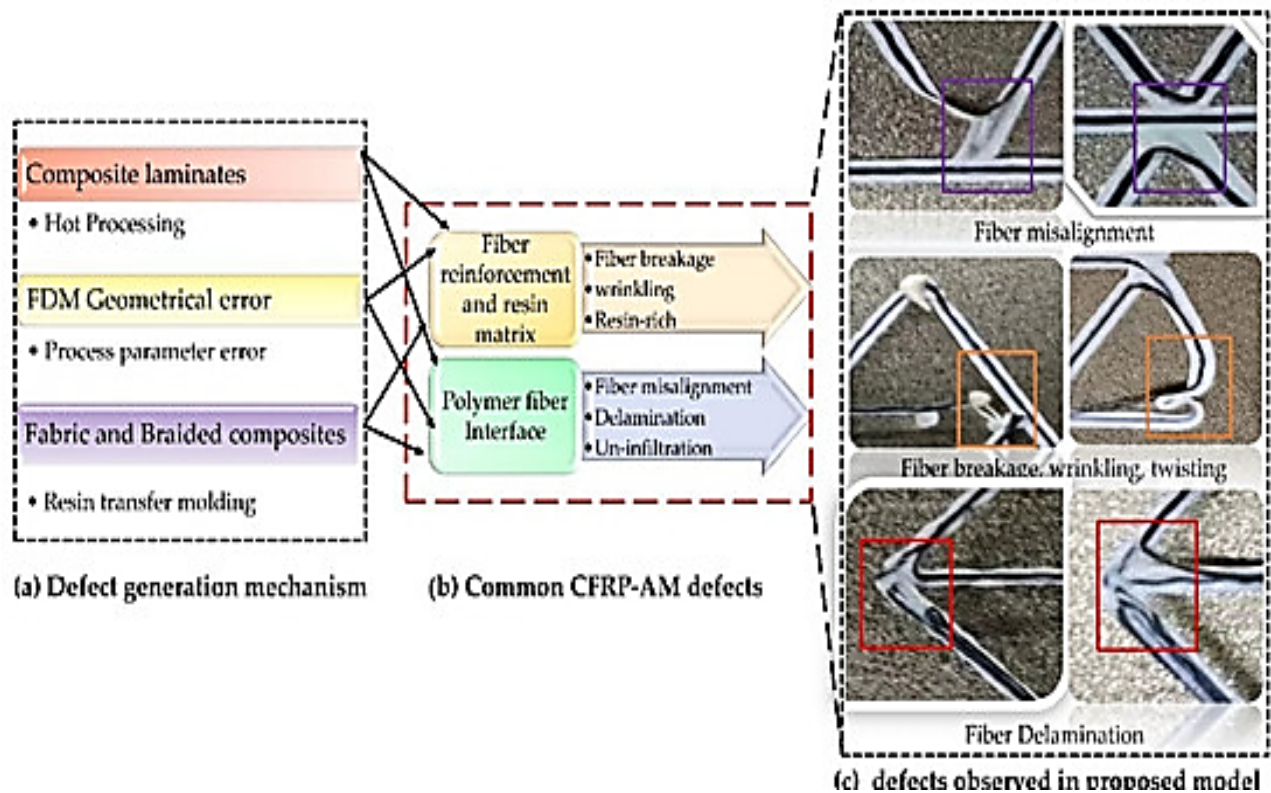 Composite laminates
• Hot Processing
FDM Geometrical error
• Process parameter error
Fabric and Braided composites
• Resin transfer molding
(a) Defect generation mechanism
Fiber
reinforcement
and resin
matrix
• Fiber breakage
• wrinkling
• Resin-rich
Polymer fiber
Interface
• Fiber misalignment
• Delamination
• Un-infiltration
(b) Common CFRP-AM defects
Fiber misalignment
Fiber breakage, wrinkling, twisting
Fiber Delamination
(c) defects observed in proposed model